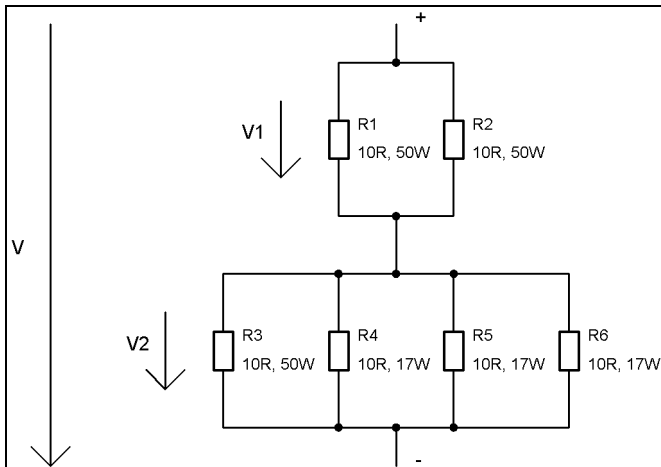 +
V1
R1
10R, 50W
R2
10R, 50W
V
V2
R3
10R, 50W
R4
10R, 17W
R5
10R, 17W
R6
10R, 17W
-